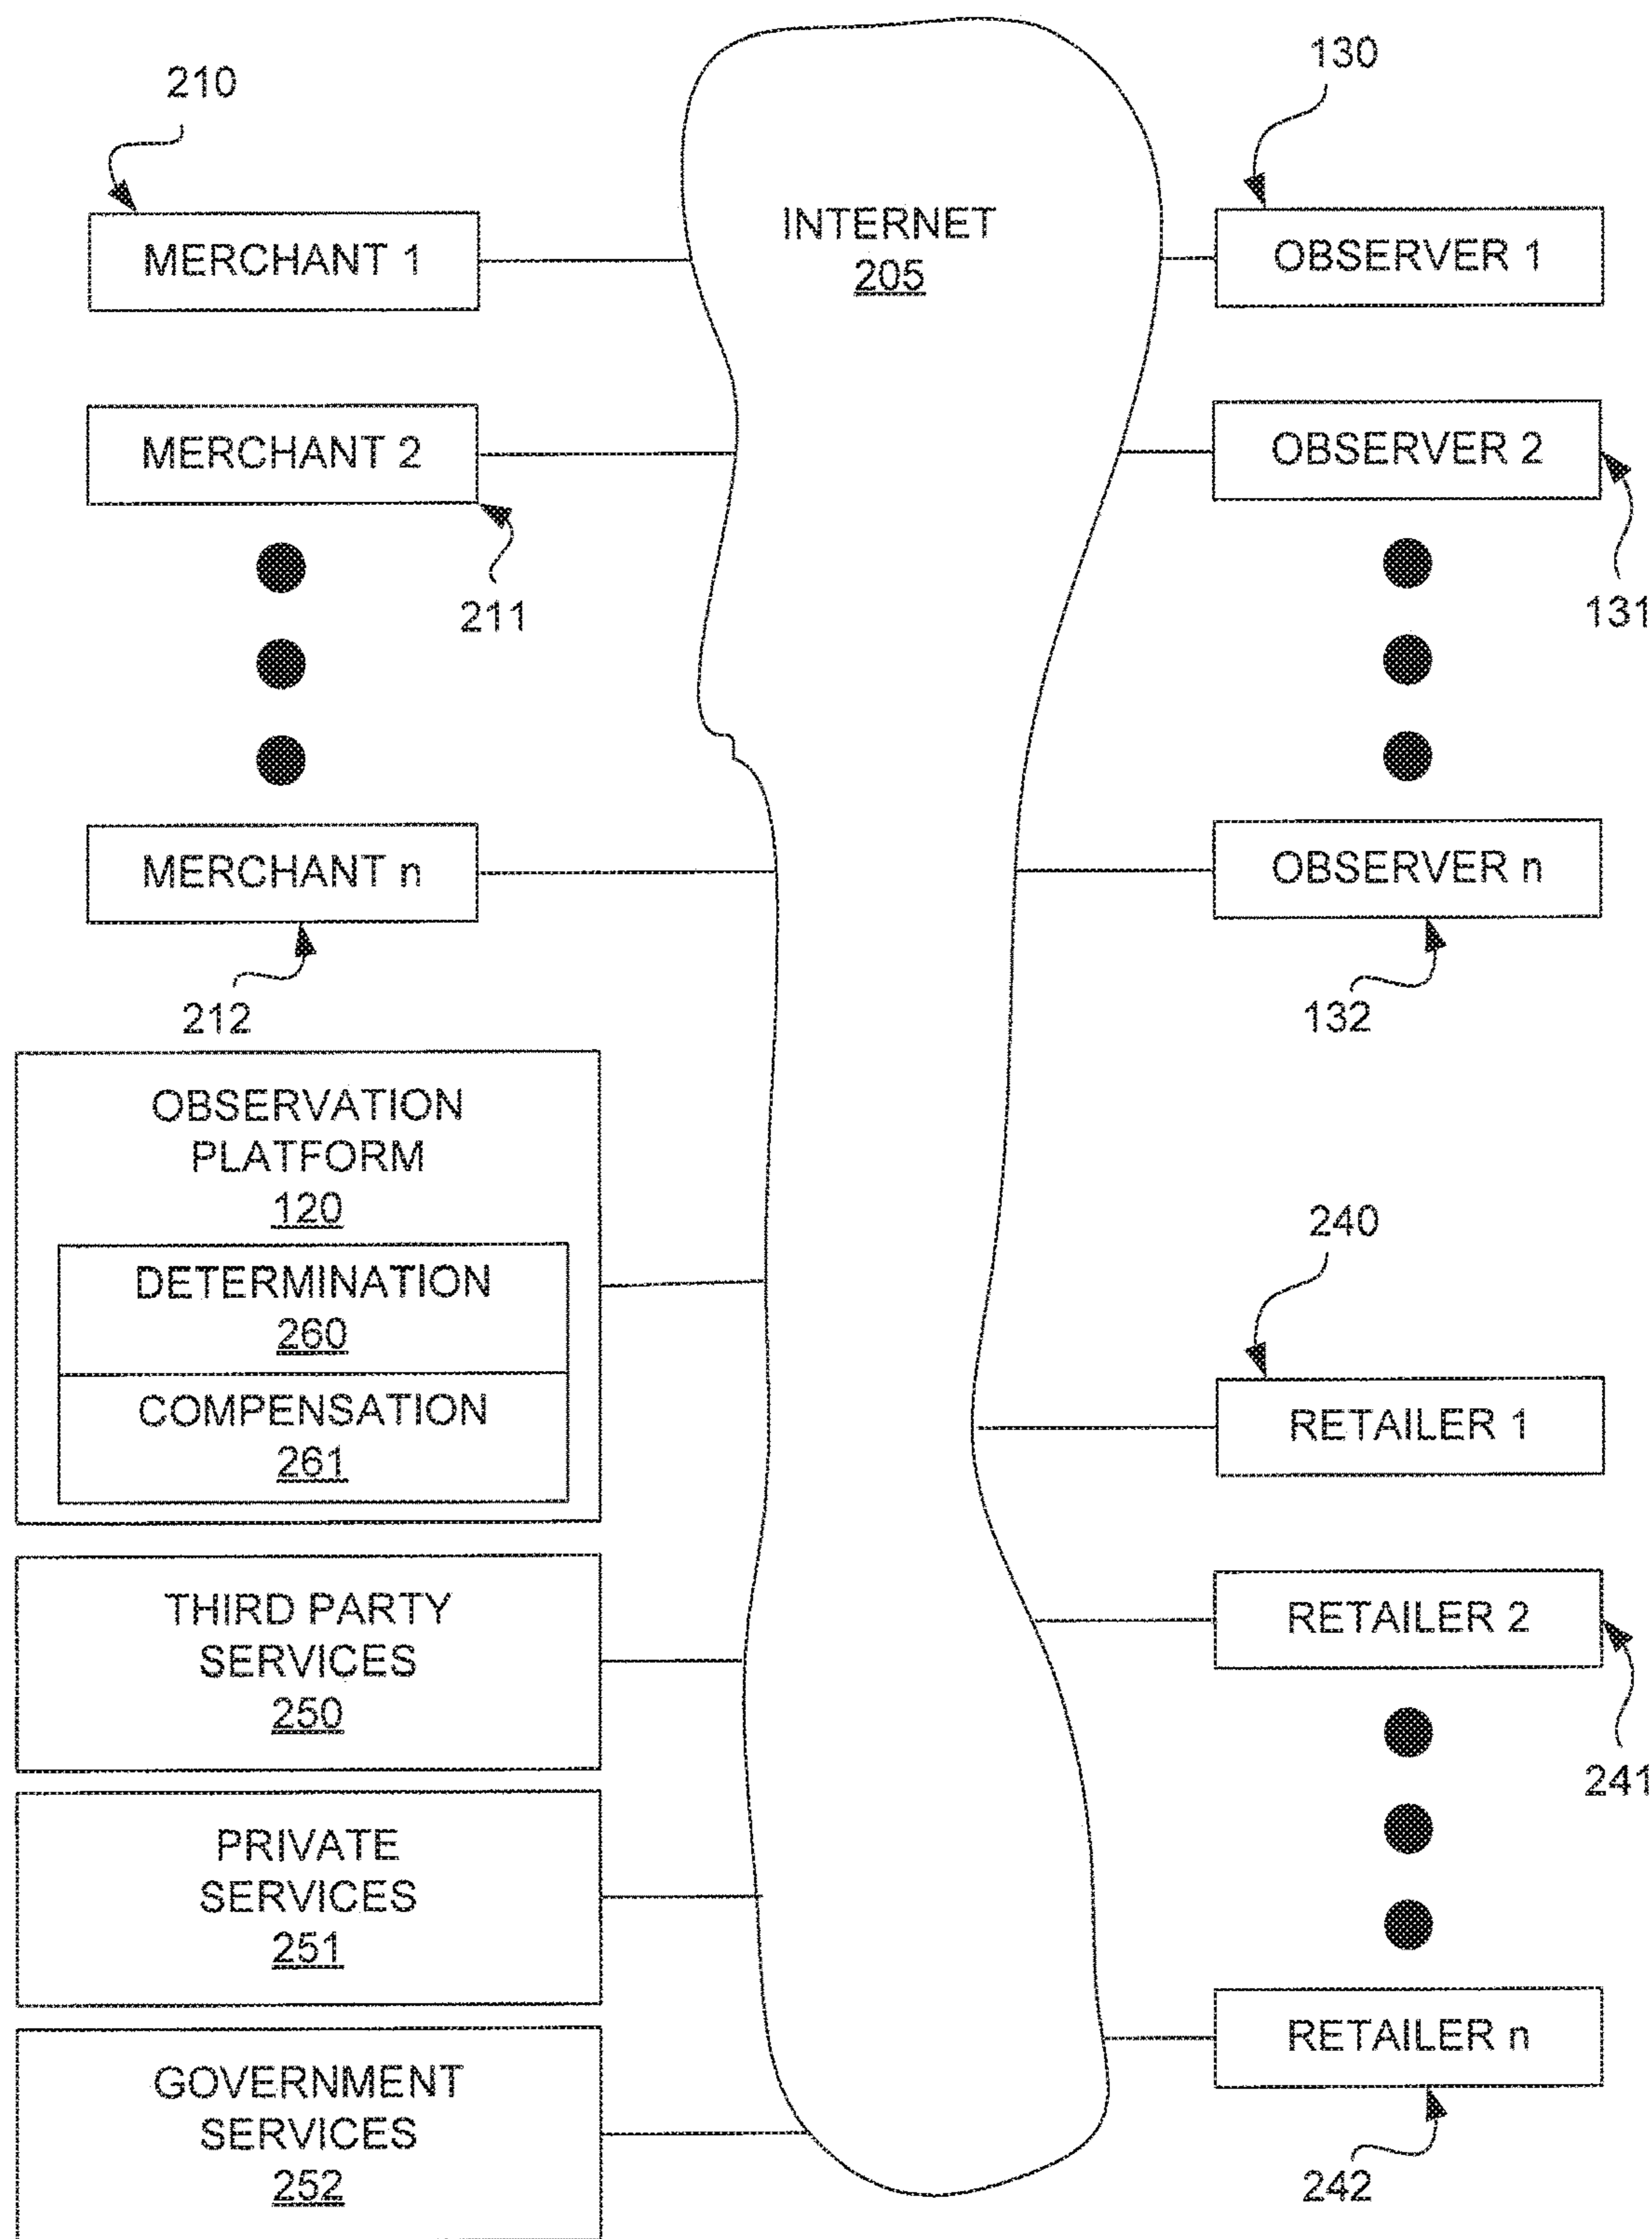 210
130
INTERNET
205
MERCHANT 1
OBSERVER 1
MERCHANT 2
OBSERVER 2
211
131
MERCHANT n
OBSERVER n
212
132
OBSERVATION
PLATFORM
120
DETERMINATION
260
COMPENSATION
261
240
RETAILER 1
THIRD PARTY
SERVICES
250
RETAILER 2
241
PRIVATE
SERVICES
251
RETAILER n
242
GOVERNMENT
SERVICES
252